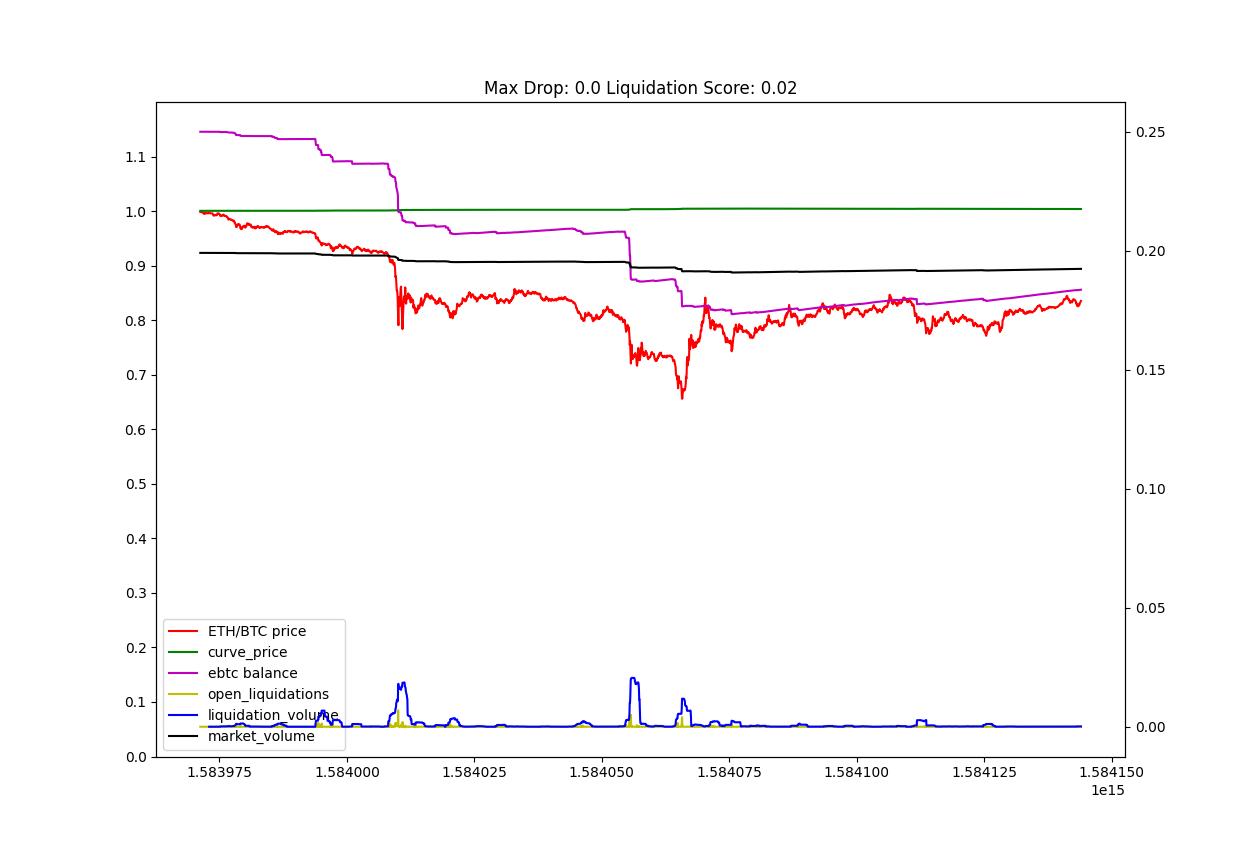 Max Drop: 0.0 Liquidation Score: 0.02
1.1
1.0
0.9
0.8
0.7
0.6
0.5
0.4
0.3
0.2
0.1
0.0
0.25
0.20
0.15
0.10
0.05
0.00
ETH/BTC price
curve_price
ebtc balance
open_liquidations
liquidation_volume
market_volume
1.583975 1.584000 1.584025 1.584050 1.584075 1.584100 1.584125 1.584150
1e15